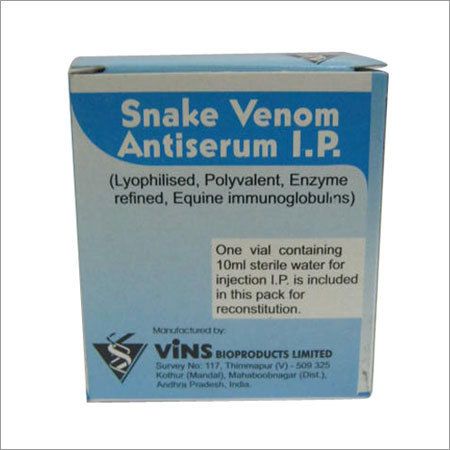 Snake Venom
Antiserum I.P.
(Lyophilised, Polyvalent, Enzyme
refined, Equine immunoglobulins)
One vial containing
10ml sterile water for
injection I.P. is included
in this pack for
reconstitution.
Manufactured by:
ViNS BIOPRODUCTS LIMITED
Survey No: 117, Thimmapur (V) - 509 325
Kothur (Mandal), Mahaboobnagar (Dist.),
Andhra Pradesh, India.